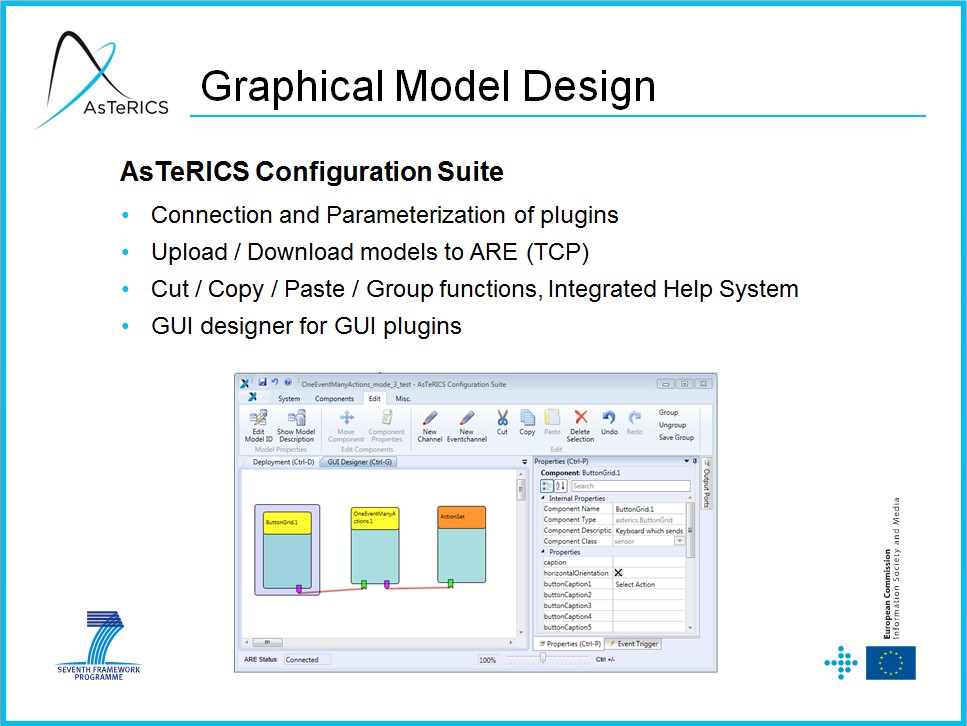 AsTeRICS
Graphical Model Design
AsTeRICS Configuration Suite
• Connection and Parameterization of plugins
• Upload / Download models to ARE (TCP)
• Cut / Copy / Paste / Group functions, Integrated Help System
• GUI designer for GUI plugins
OneEventManyActions_mode_3_test - AsTeRICS Configuration Suite
System Components Edit Misc.
Edit Model ID
Show Model Description
Model Properties
Move Component
Component Properties
Edit Components
New Channel
New Eventchannel
Cut
Copy
Paste
Delete Selection
Undo
Redo
Edit
Group
Ungroup
Save Group
Deployment (Ctrl-D) GUI Designer (Ctrl-G)
ButtonGrid.1
OneEventManyA
ctions.1
ActionSet
Properties (Ctrl-P)
Component: ButtonGrid.1
Search
Internal Properties
Component Name ButtonGrid.1
Component Type asterics.ButtonGrid
Component Descriptic Keyboard which sends
Component Class sensor
Properties
caption
horizontalOrientation
buttonCaption1 Select Action
buttonCaption2
buttonCaption3
buttonCaption4
buttonCaption5
Properties (Ctrl-P) Event Trigger
Output Ports
ARE Status: Connected
100%
Ctrl +/-
SEVENTH FRAMEWORK
PROGRAMME
European Commission
Information Society and Media